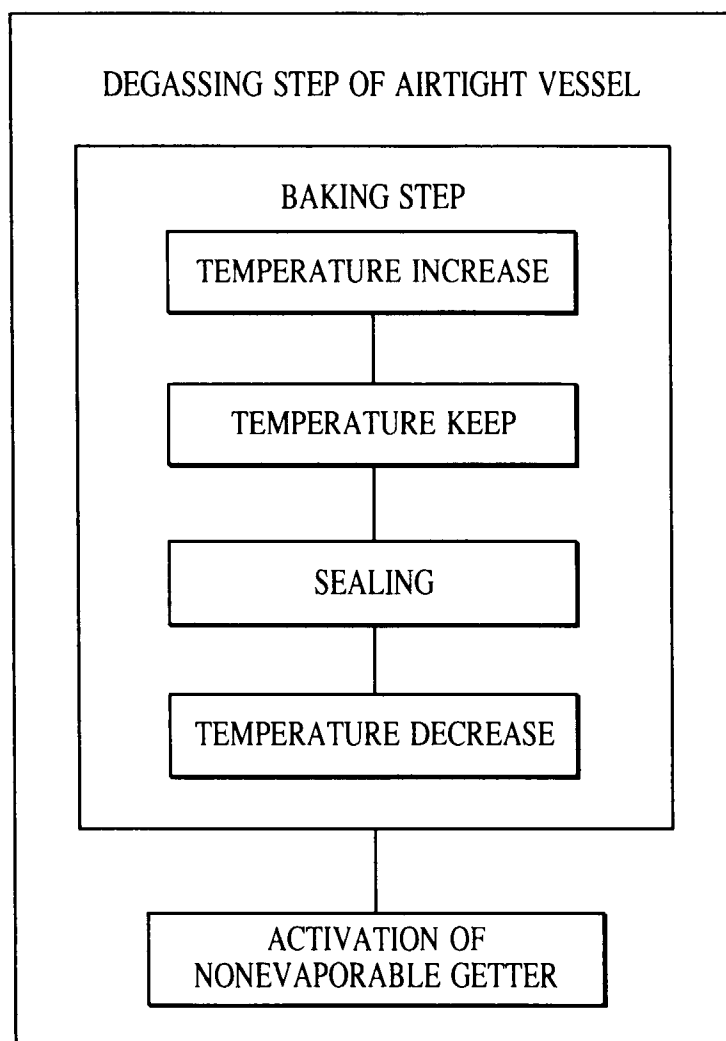 DEGASSING STEP OF AIRTIGHT VESSEL
BAKING STEP
TEMPERATURE INCREASE
TEMPERATURE KEEP
SEALING
TEMPERATURE DECREASE
ACTIVATION OF
NONEVAPORABLE GETTER